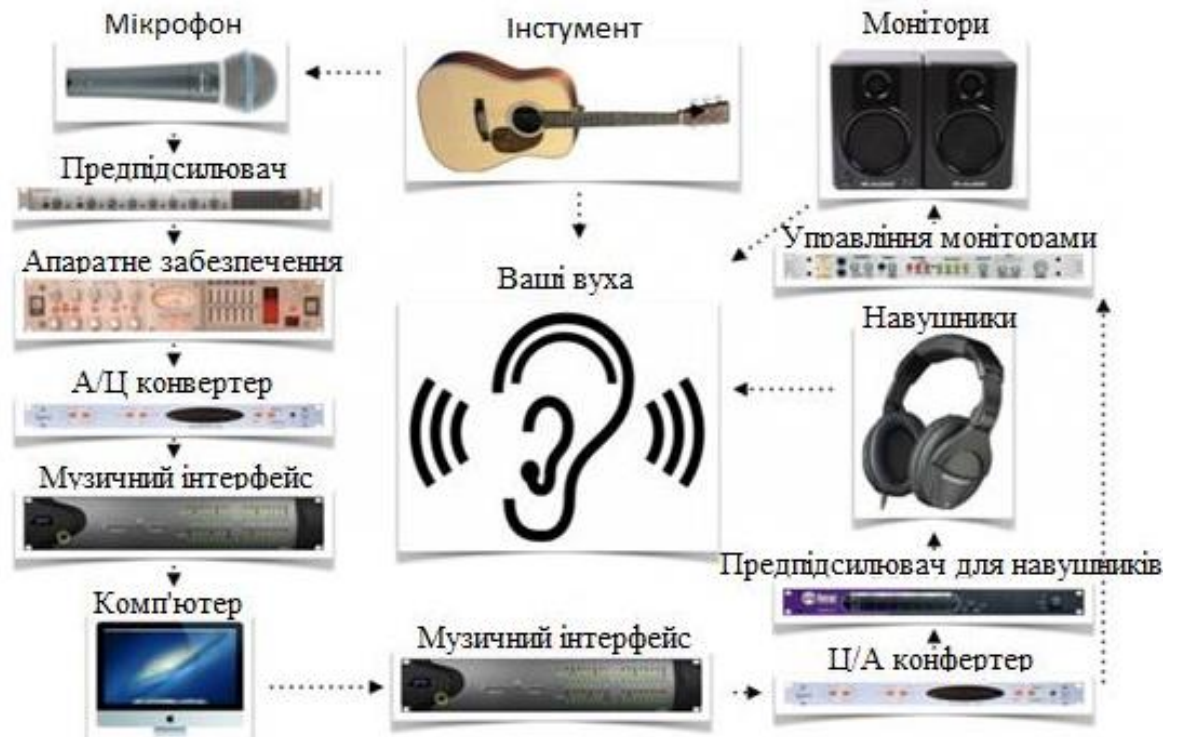 Мікрофон
Інстумент
Монітори
Предпідсилювач
Апаратне забезпечення
Управління моніторами
Ваші вуха
Навушники
А/Ц конвертер
Музичний інтерфейс
Предпідсилювач для навушників
Комп'ютер
Музичний інтерфейс
Ц/А конфертер